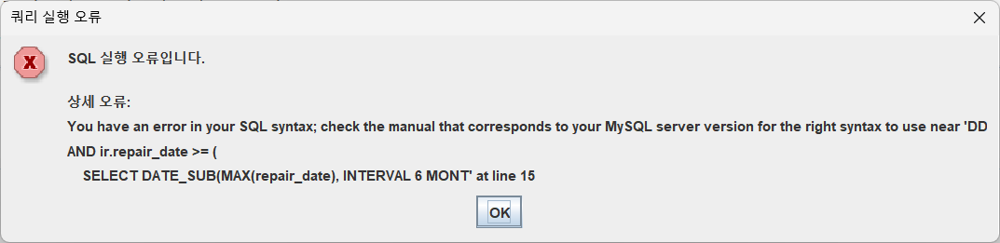 쿼리 실행 오류
X
SQL 실행 오류입니다.
상세 오류:
You have an error in your SQL syntax; check the manual that corresponds to your MySQL server version for the right syntax to use near 'DD
AND ir.repair_date >= (
SELECT DATE_SUB(MAX(repair_date), INTERVAL 6 MONT' at line 15
OK